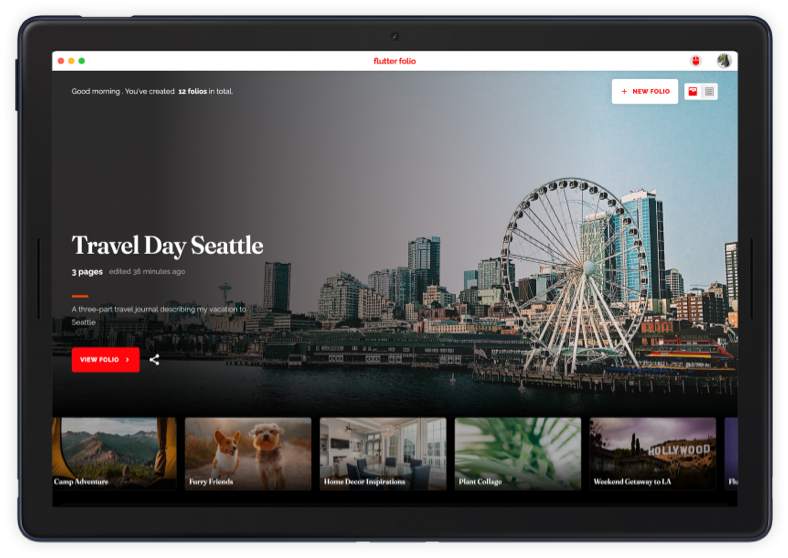 flutter folio
Good morning . You've created 12 folios in total.
+ NEW FOLIO
Travel Day Seattle
3 pages edited 36 minutes ago
A three-part travel journal describing my vacation to
Seattle
VIEW FOLIO >
Camp Adventure
Furry Friends
Home Decor Inspirations
Plant Collage
HOLLYWOOD
Weekend Getaway to LA
Flu